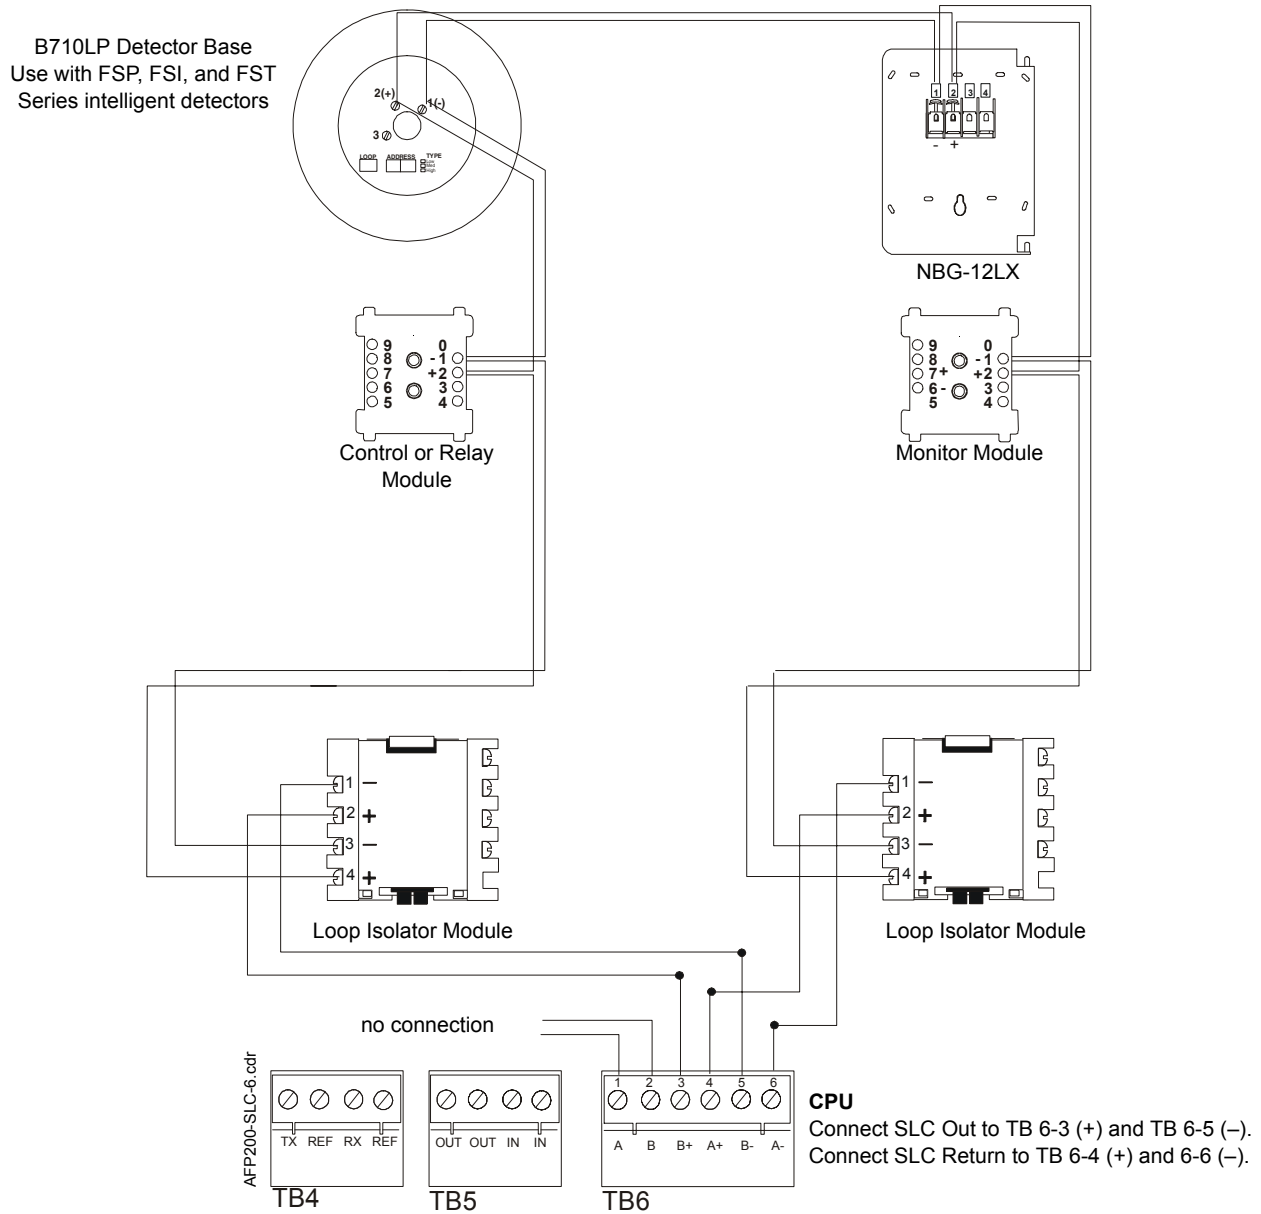 B710LP Detector Base
Use with FSP, FSI, and FST
Series intelligent detectors
2(+)
1(-)
3
LOOP
ADDRESS
TYPE
Low
Med
High
1 2 3 4
- +
NBG-12LX
9 0
8 - 1
7 +2
6 3
5 4
Control or Relay
Module
9 0
8 - 1
7+ +2
6- 3
5 4
Monitor Module
1 –
2 +
3 –
4 +
Loop Isolator Module
1 –
2 +
3 –
4 +
Loop Isolator Module
no connection
AFP200-SLC-6.cdr
TX REF RX REF
TB4
OUT OUT IN IN
TB5
1 2 3 4 5 6
A B B+ A+ B- A-
TB6
CPU
Connect SLC Out to TB 6-3 (+) and TB 6-5 (–).
Connect SLC Return to TB 6-4 (+) and 6-6 (–).